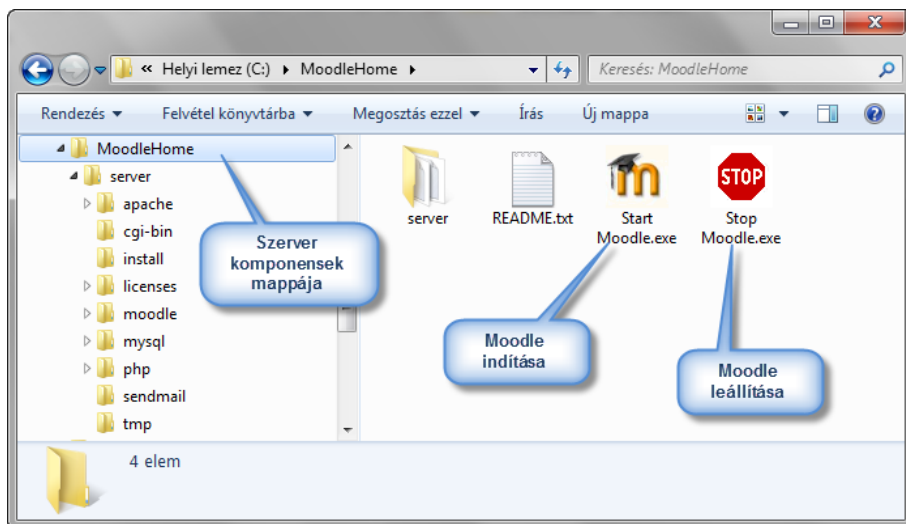 « Helyi lemez (C:) MoodleHome
Keresés: MoodleHome
Rendezés Felvétel könyvtárba Megosztás ezzel Írás Új mappa
MoodleHome
server
apache
cgi-bin
install
licenses
moodle
mysql
php
sendmail
tmp
server
README.txt
Start
Moodle.exe
STOP
Stop
Moodle.exe
Szerver
komponensek
mappája
Moodle
indítása
Moodle
leállítása
4 elem